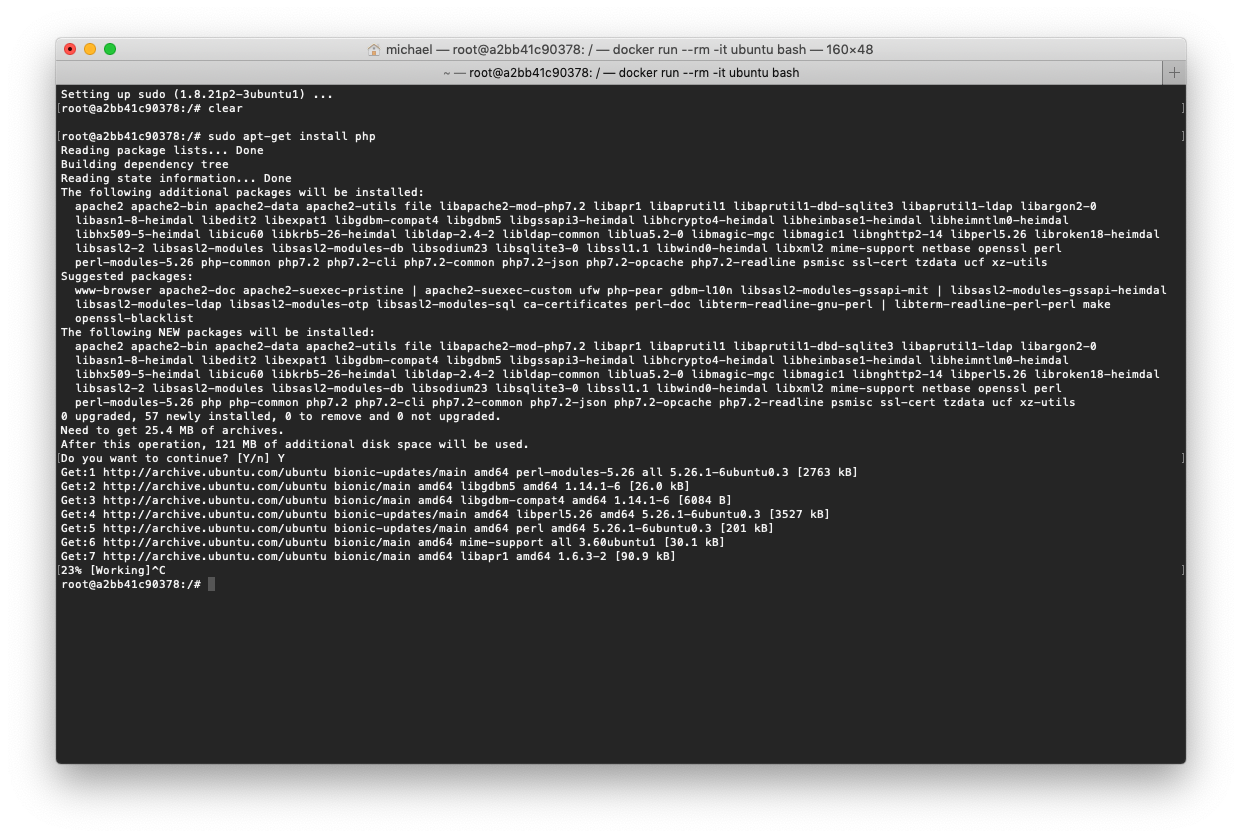 michael — root@a2bb41c90378: / — docker run --rm -it ubuntu bash — 160×48
~ — root@a2bb41c90378: / — docker run --rm -it ubuntu bash
Setting up sudo (1.8.21p2-3ubuntu1) ...
[root@a2bb41c90378:/# clear ]
[root@a2bb41c90378:/# sudo apt-get install php ]
Reading package lists... Done
Building dependency tree
Reading state information... Done
The following additional packages will be installed:
apache2 apache2-bin apache2-data apache2-utils file libapache2-mod-php7.2 libapr1 libaprutil1 libaprutil1-dbd-sqlite3 libaprutil1-ldap libargon2-0
libasn1-8-heimdal libedit2 libexpat1 libgdbm-compat4 libgdbm5 libgssapi3-heimdal libhcrypto4-heimdal libheimbase1-heimdal libheimntlm0-heimdal
libhx509-5-heimdal libicu60 libkrb5-26-heimdal libldap-2.4-2 libldap-common liblua5.2-0 libmagic-mgc libmagic1 libnghttp2-14 libperl5.26 libroken18-heimdal
libsasl2-2 libsasl2-modules libsasl2-modules-db libsodium23 libsqlite3-0 libssl1.1 libwind0-heimdal libxml2 mime-support netbase openssl perl
perl-modules-5.26 php-common php7.2 php7.2-cli php7.2-common php7.2-json php7.2-opcache php7.2-readline psmisc ssl-cert tzdata ucf xz-utils
Suggested packages:
www-browser apache2-doc apache2-suexec-pristine | apache2-suexec-custom ufw php-pear gdbm-l10n libsasl2-modules-gssapi-mit | libsasl2-modules-gssapi-heimdal
libsasl2-modules-ldap libsasl2-modules-otp libsasl2-modules-sql ca-certificates perl-doc libterm-readline-gnu-perl | libterm-readline-perl-perl make
openssl-blacklist
The following NEW packages will be installed:
apache2 apache2-bin apache2-data apache2-utils file libapache2-mod-php7.2 libapr1 libaprutil1 libaprutil1-dbd-sqlite3 libaprutil1-ldap libargon2-0
libasn1-8-heimdal libedit2 libexpat1 libgdbm-compat4 libgdbm5 libgssapi3-heimdal libhcrypto4-heimdal libheimbase1-heimdal libheimntlm0-heimdal
libhx509-5-heimdal libicu60 libkrb5-26-heimdal libldap-2.4-2 libldap-common liblua5.2-0 libmagic-mgc libmagic1 libnghttp2-14 libperl5.26 libroken18-heimdal
libsasl2-2 libsasl2-modules libsasl2-modules-db libsodium23 libsqlite3-0 libssl1.1 libwind0-heimdal libxml2 mime-support netbase openssl perl
perl-modules-5.26 php php-common php7.2 php7.2-cli php7.2-common php7.2-json php7.2-opcache php7.2-readline psmisc ssl-cert tzdata ucf xz-utils
0 upgraded, 57 newly installed, 0 to remove and 0 not upgraded.
Need to get 25.4 MB of archives.
After this operation, 121 MB of additional disk space will be used.
[Do you want to continue? [Y/n] Y ]
Get:1 http://archive.ubuntu.com/ubuntu bionic-updates/main amd64 perl-modules-5.26 all 5.26.1-6ubuntu0.3 [2763 kB]
Get:2 http://archive.ubuntu.com/ubuntu bionic/main amd64 libgdbm5 amd64 1.14.1-6 [26.0 kB]
Get:3 http://archive.ubuntu.com/ubuntu bionic/main amd64 libgdbm-compat4 amd64 1.14.1-6 [6084 B]
Get:4 http://archive.ubuntu.com/ubuntu bionic-updates/main amd64 libperl5.26 amd64 5.26.1-6ubuntu0.3 [3527 kB]
Get:5 http://archive.ubuntu.com/ubuntu bionic-updates/main amd64 perl amd64 5.26.1-6ubuntu0.3 [201 kB]
Get:6 http://archive.ubuntu.com/ubuntu bionic/main amd64 mime-support all 3.60ubuntu1 [30.1 kB]
Get:7 http://archive.ubuntu.com/ubuntu bionic/main amd64 libapr1 amd64 1.6.3-2 [90.9 kB]
[23% [Working]^C ]
root@a2bb41c90378:/#